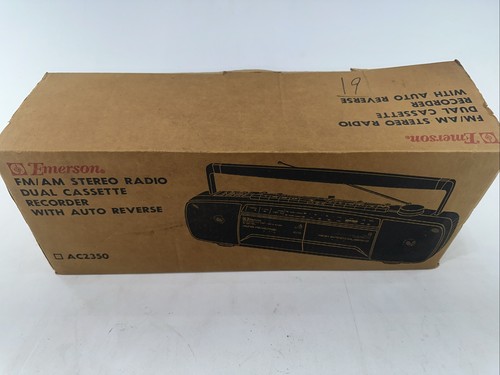 19
Emerson®
FM/AM STEREO RADIO
DUAL CASSETTE
RECORDER
WITH AUTO REVERSE
Emerson®
FM/AM STEREO RADIO
DUAL CASSETTE
RECORDER
WITH AUTO REVERSE
AC2350